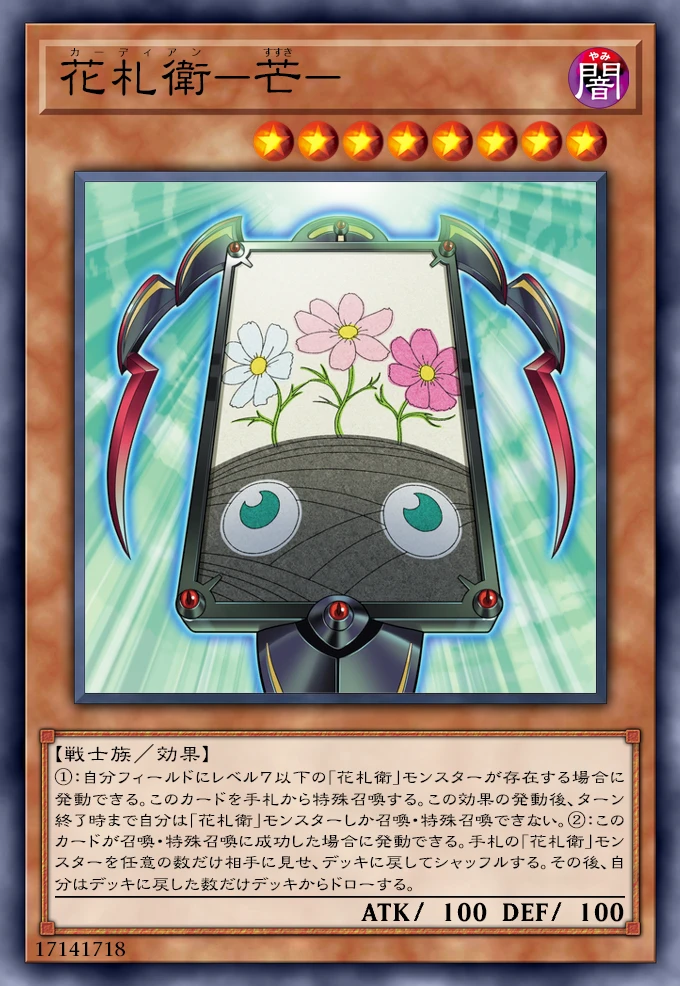 カーディアン すすき
花札衛－芒－
やみ
闇
【戦士族／効果】
①：自分フィールドにレベル７以下の「花札衛」モンスターが存在する場合に
発動できる。このカードを手札から特殊召喚する。この効果の発動後、ターン
終了時まで自分は「花札衛」モンスターしか召喚・特殊召喚できない。②：この
カードが召喚・特殊召喚に成功した場合に発動できる。手札の「花札衛」モン
スターを任意の数だけ相手に見せ、デッキに戻してシャッフルする。その後、自
分はデッキに戻した数だけデッキからドローする。
ATK/ 100 DEF/ 100
17141718